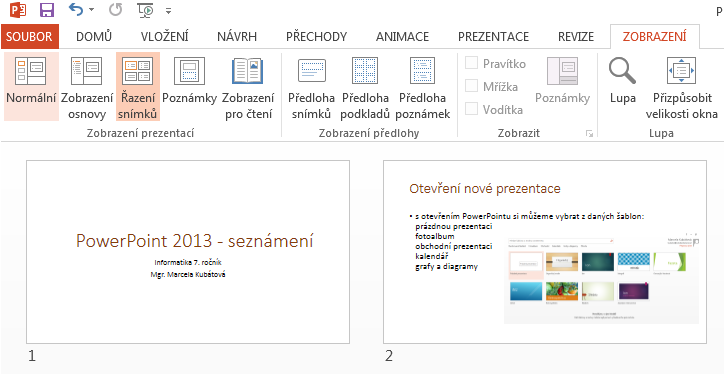 P
SOUBOR DOMŮ VLOŽENÍ NÁVRH PŘECHODY ANIMACE PREZENTACE REVIZE ZOBRAZENÍ
Normální Zobrazení osnovy Řazení snímků Poznámky Zobrazení pro čtení
Zobrazení prezentací
Předloha snímků Předloha podkladů Předloha poznámek
Zobrazení předlohy
Pravítko
Mřížka
Vodítka
Poznámky
Zobrazit
Lupa Přizpůsobit velikosti okna
Lupa
PowerPoint 2013 - seznámení
Informatika 7. ročník
Mgr. Marcela Kubátová
1
Otevření nové prezentace
• s otevřením PowerPointu si můžeme vybrat z daných šablon:
prázdnou prezentaci
fotoalbum
obchodní prezentaci
kalendář
grafy a diagramy
2